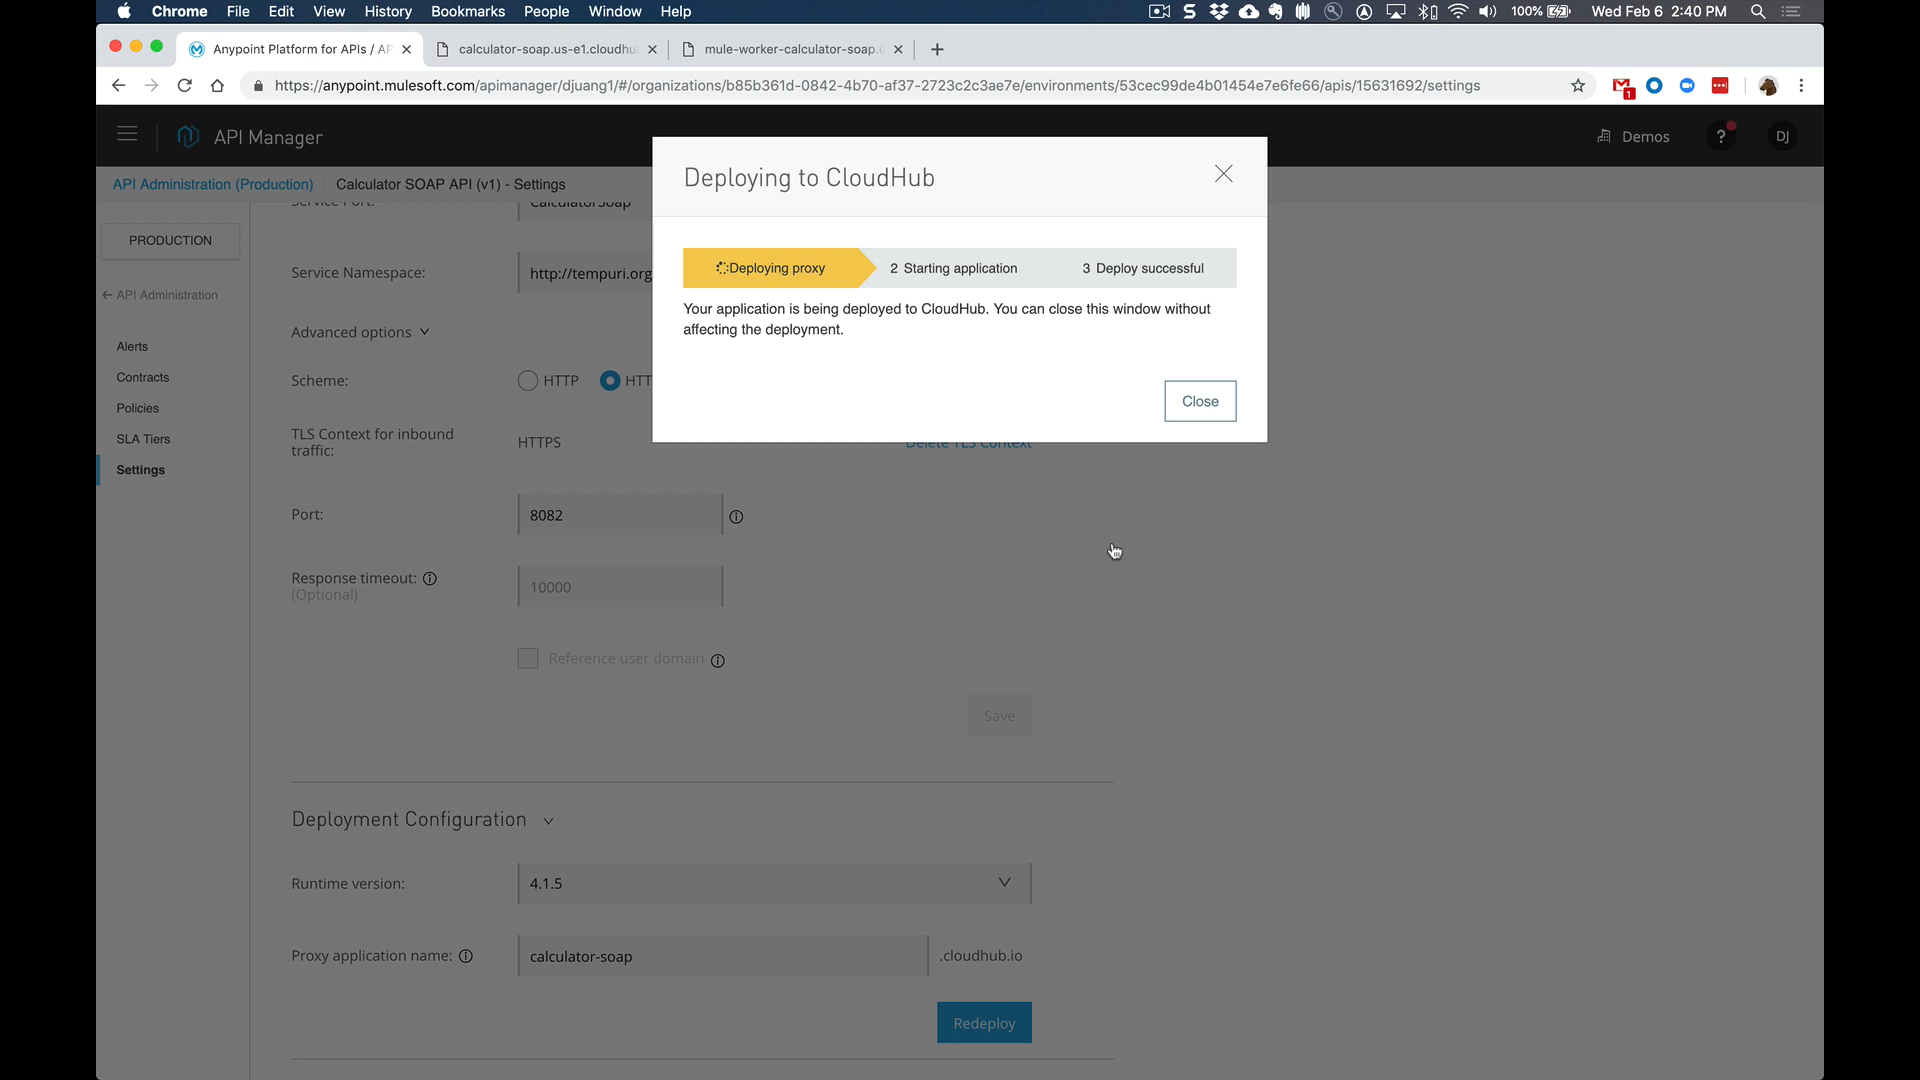 Chrome File Edit View History Bookmarks People Window Help
100% Wed Feb 6 2:40 PM
Anypoint Platform for APIs / AP
calculator-soap.us-e1.cloudhu
mule-worker-calculator-soap.u
https://anypoint.mulesoft.com/apimanager/djuang1/#/organizations/b85b361d-0842-4b70-af37-2723c2c3ae7e/environments/53cec99de4b01454e7e6fe66/apis/15631692/settings
1
API Manager
Demos
?
DJ
API Administration (Production)
Calculator SOAP API (v1) - Settings
PRODUCTION
API Administration
Alerts
Contracts
Policies
SLA Tiers
Settings
Deploying to CloudHub
Deploying proxy
2 Starting application
3 Deploy successful
Your application is being deployed to CloudHub. You can close this window without
affecting the deployment.
Close
Service Port:
CalculatorSoap
Service Namespace:
http://tempuri.org
Advanced options
Scheme:
HTTP
HTT
TLS Context for inbound
traffic:
HTTPS
Delete TLS Context
Port:
8082
Response timeout:
(Optional)
10000
Reference user domain
Save
Deployment Configuration
Runtime version:
4.1.5
Proxy application name:
calculator-soap
.cloudhub.io
Redeploy